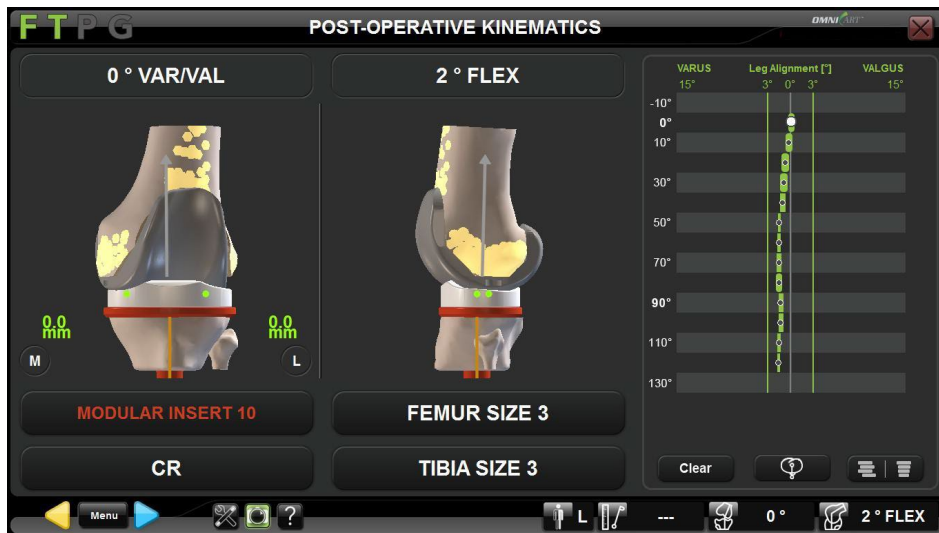 FTPG
POST-OPERATIVE KINEMATICS
OMNI
0 ° VAR/VAL
2 ° FLEX
VARUS Leg Alignment [°] VALGUS
15° 3° 0° 3° 15°
-10°
0°
10°
30°
50°
70°
90°
110°
130°
0.0 mm
0.0 mm
M
L
MODULAR INSERT 10
FEMUR SIZE 3
CR
TIBIA SIZE 3
Clear
Menu
?
L
---
0 °
2 ° FLEX